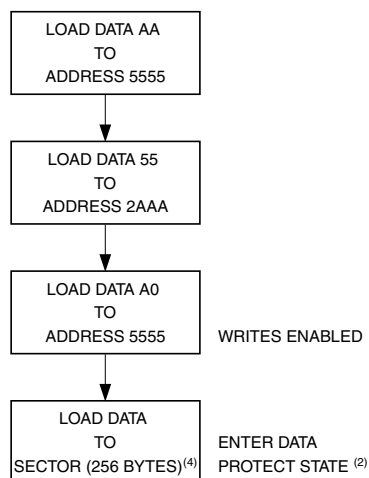 LOAD DATA AA
TO
ADDRESS 5555
LOAD DATA 55
TO
ADDRESS 2AAA
LOAD DATA A0
TO
ADDRESS 5555
WRITES ENABLED
LOAD DATA
TO
SECTOR (256 BYTES)(4)
ENTER DATA
PROTECT STATE (2)